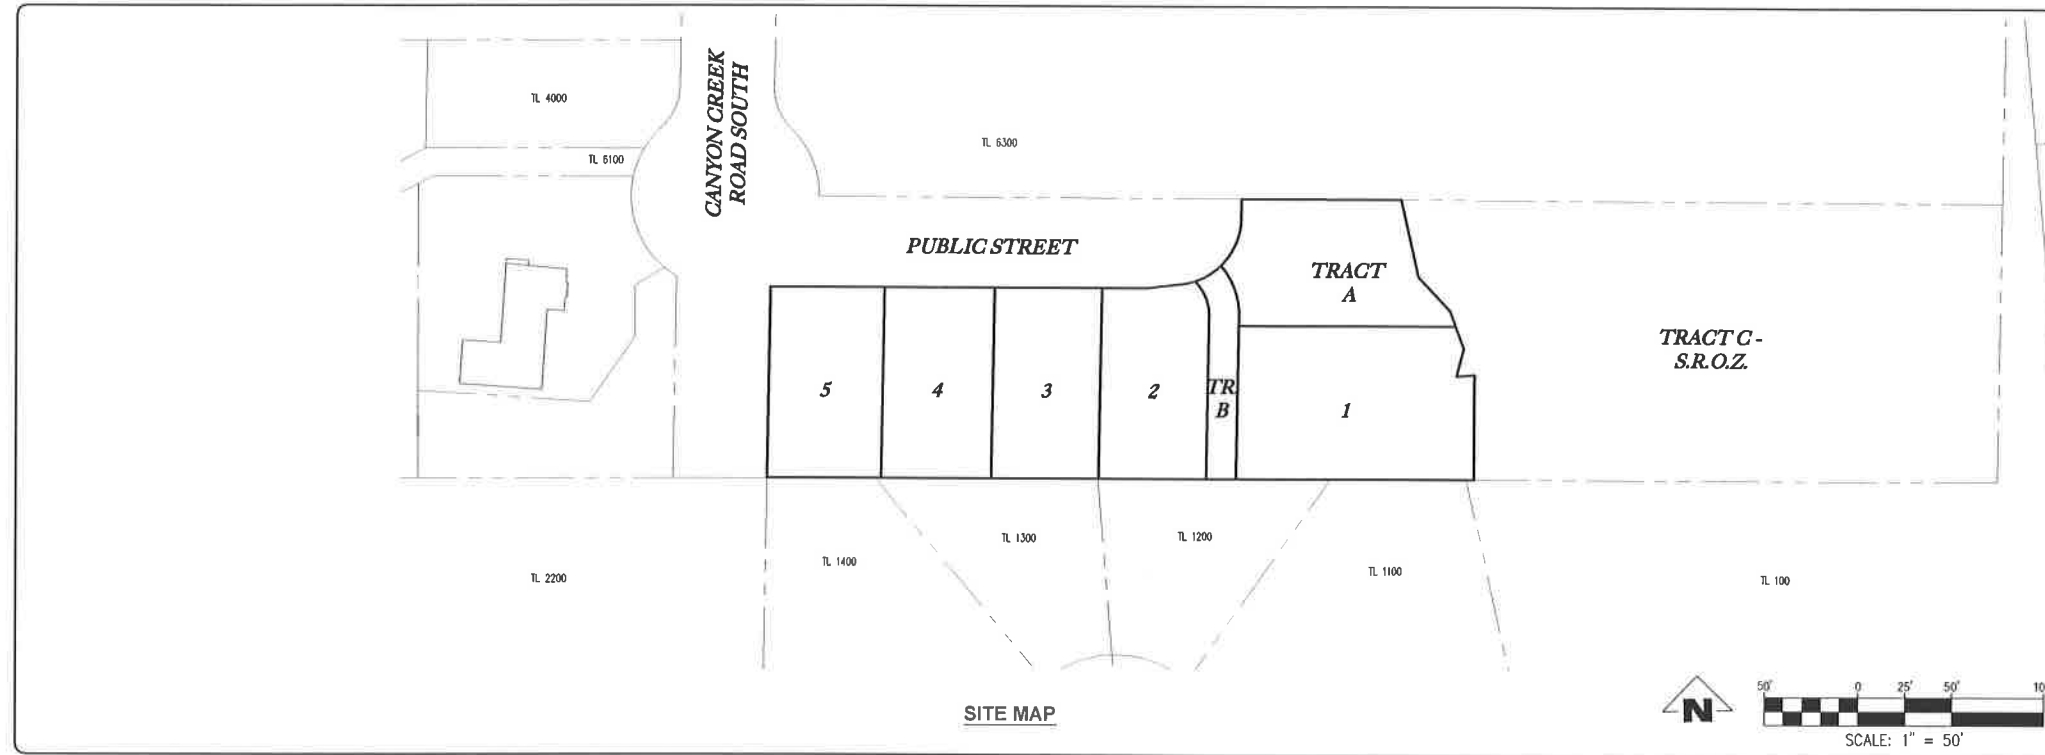 CANYON CREEK
ROAD SOUTH
TL 4000
TL 6100
TL 6300
PUBLIC STREET
TRACT
A
TRACT C -
S.R.O.Z.
5
4
3
2
TR.
B
1
TL 2200
TL 1400
TL 1300
TL 1200
TL 1100
TL 100
SITE MAP
N
50'
0
25'
50'
SCALE: 1" = 50'